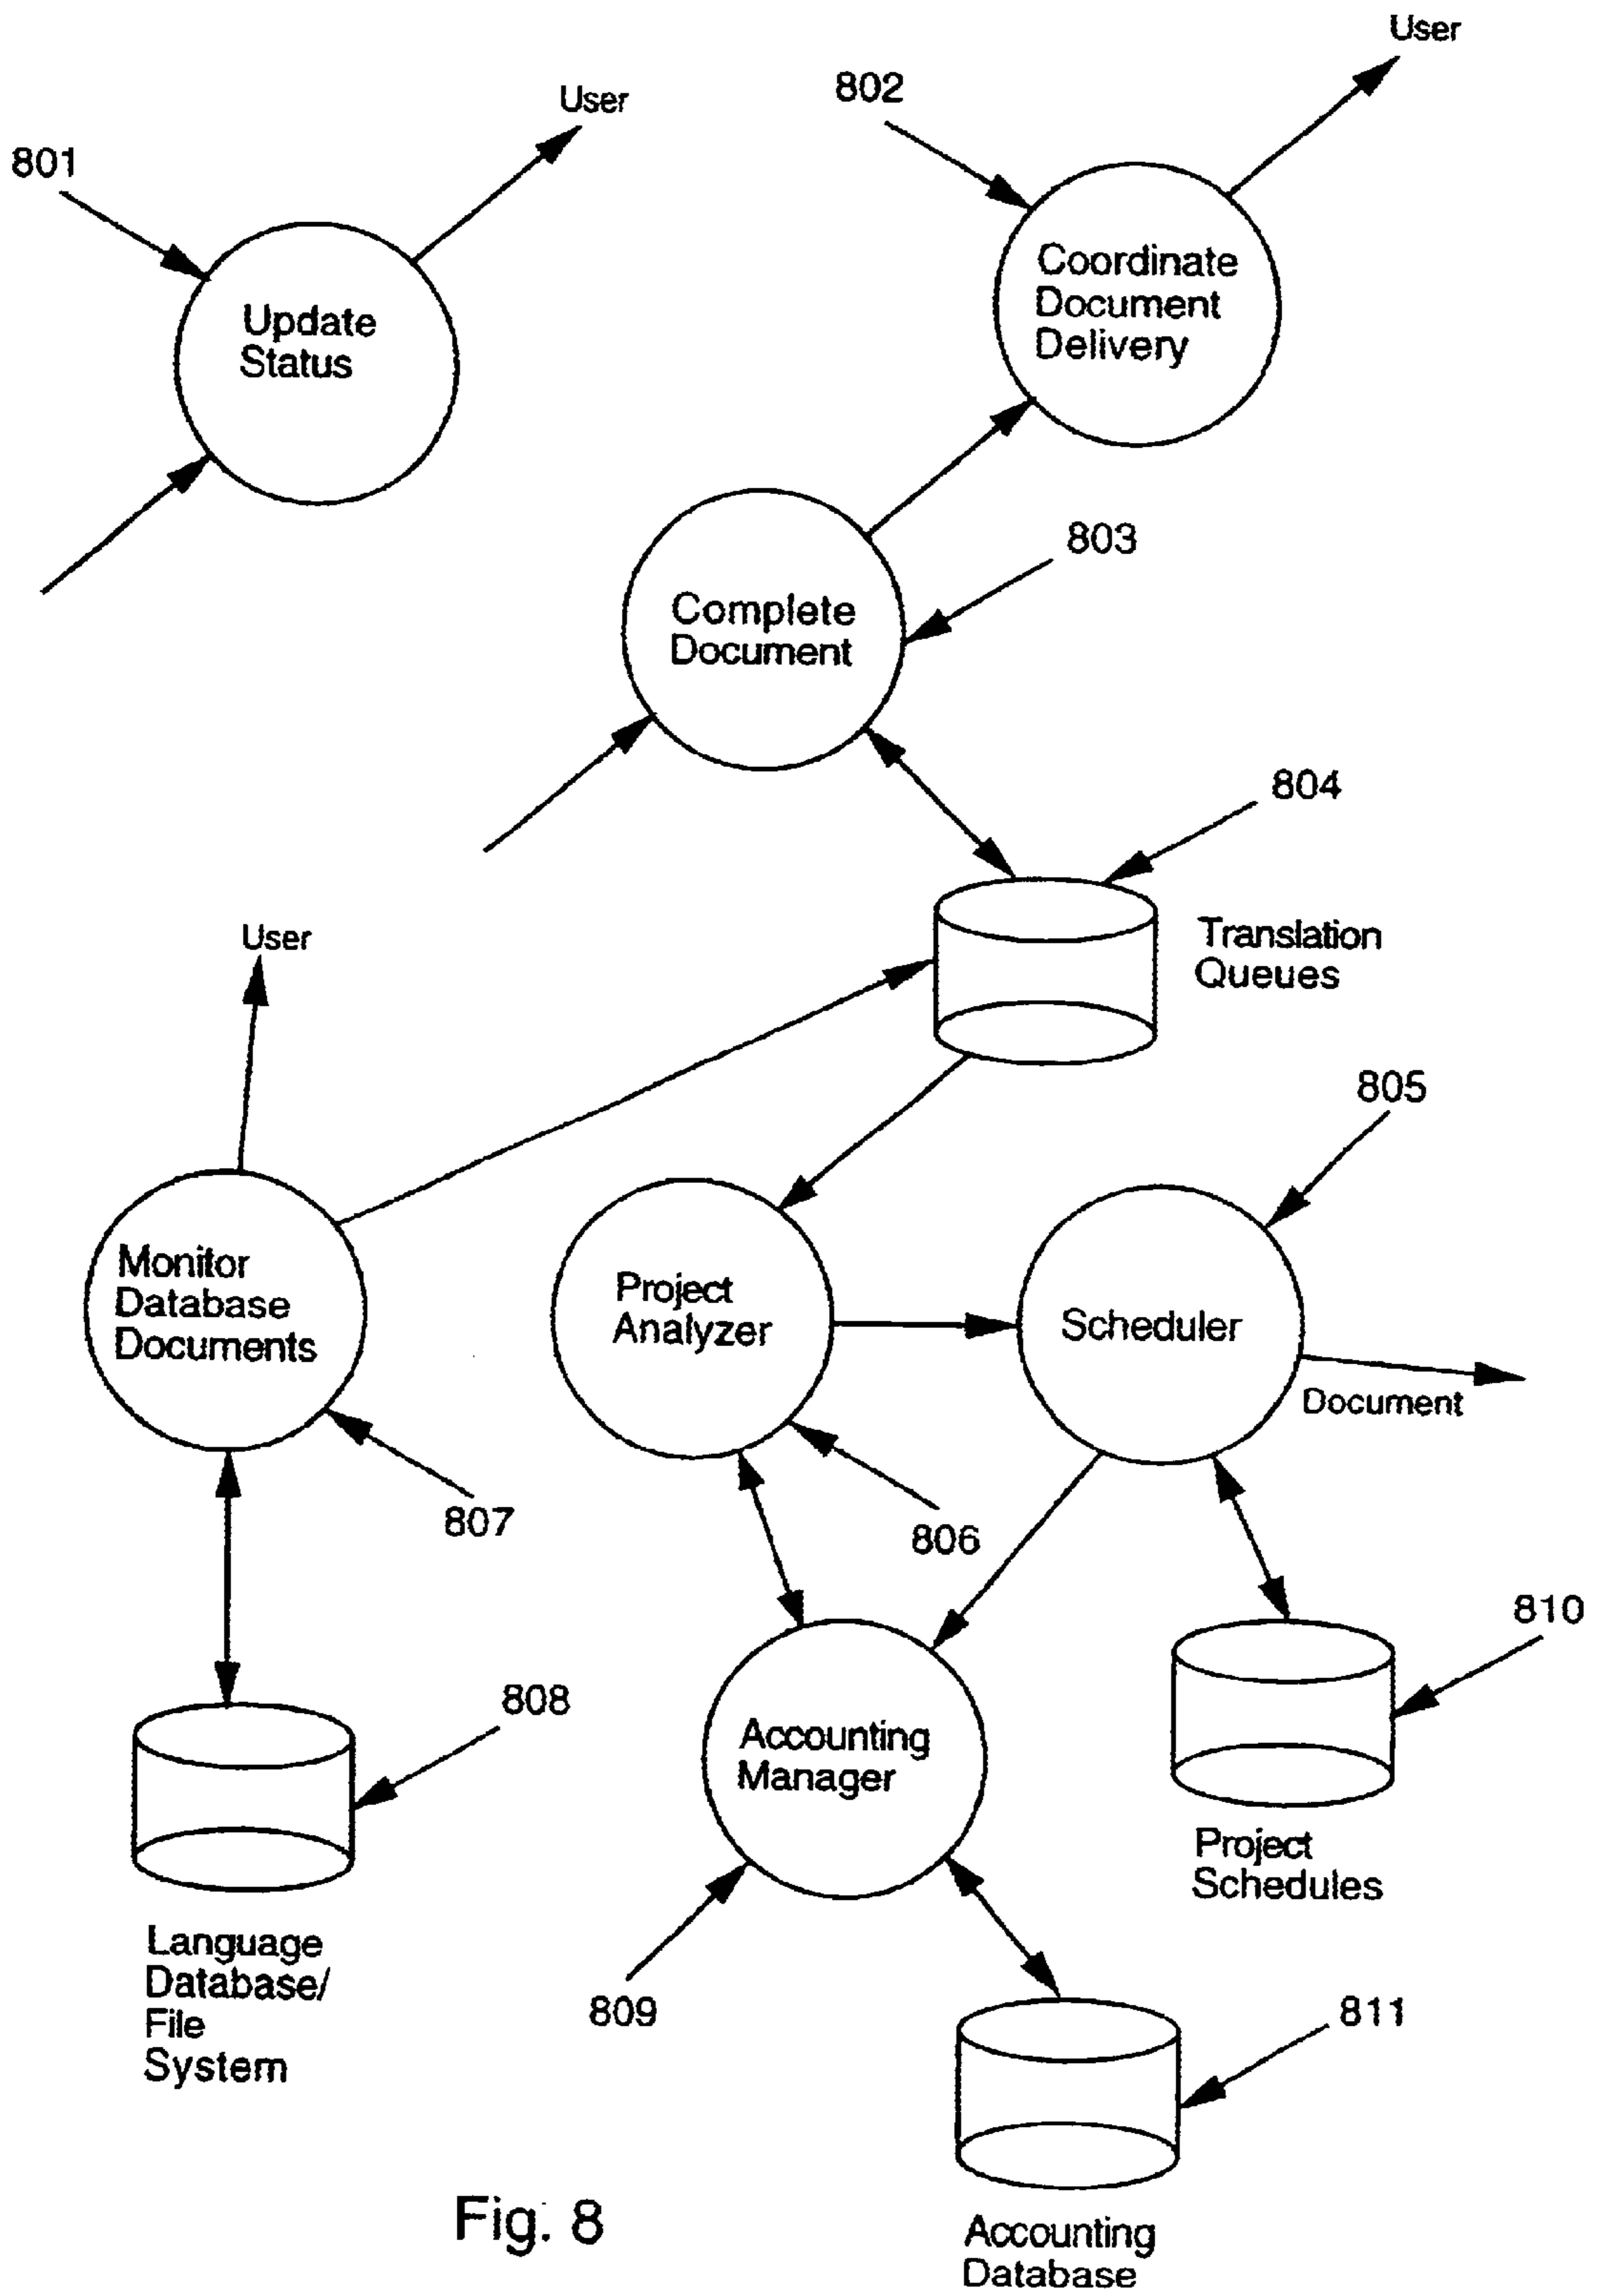 User
802
User
801
Coordinate
Document
Delivery
Update
Status
803
Complete
Document
804
User
Translation
Queues
805
Monitor
Database
Documents
Project
Analyzer
Scheduler
Document
807
806
810
808
Accounting
Manager
Project
Schedules
Language
Database/
File
System
809
811
Fig. 8
Accounting
Database